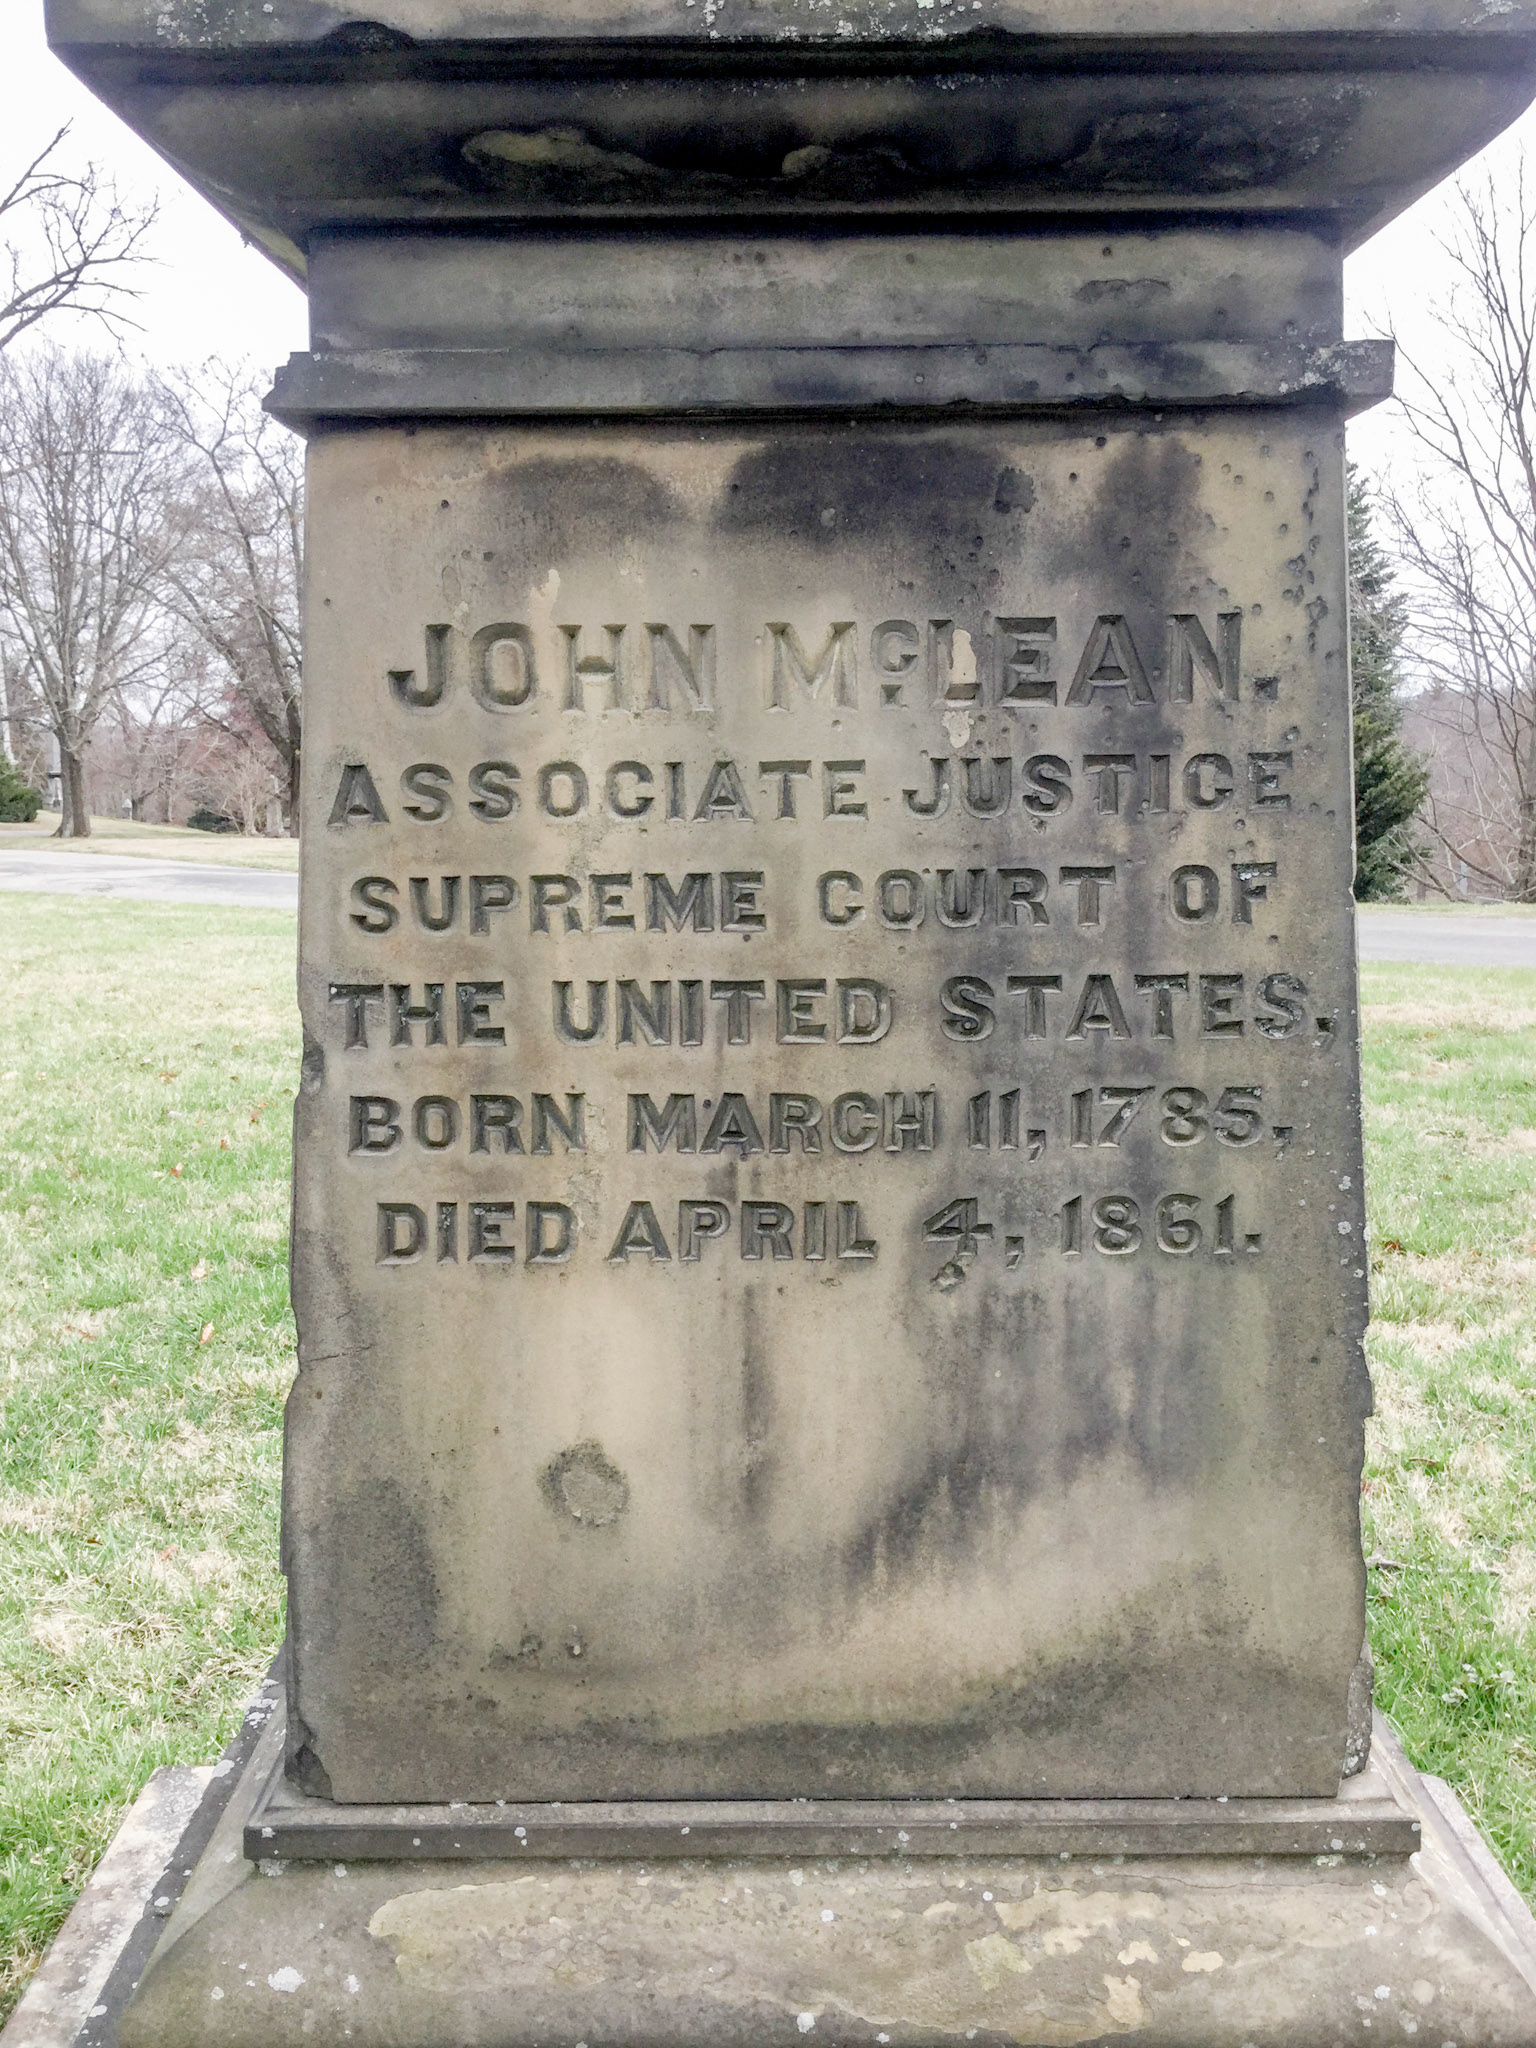 JOHN McLEAN.
ASSOCIATE JUSTICE
SUPREME COURT OF
THE UNITED STATES,
BORN MARCH 11, 1785,
DIED APRIL 4, 1861.